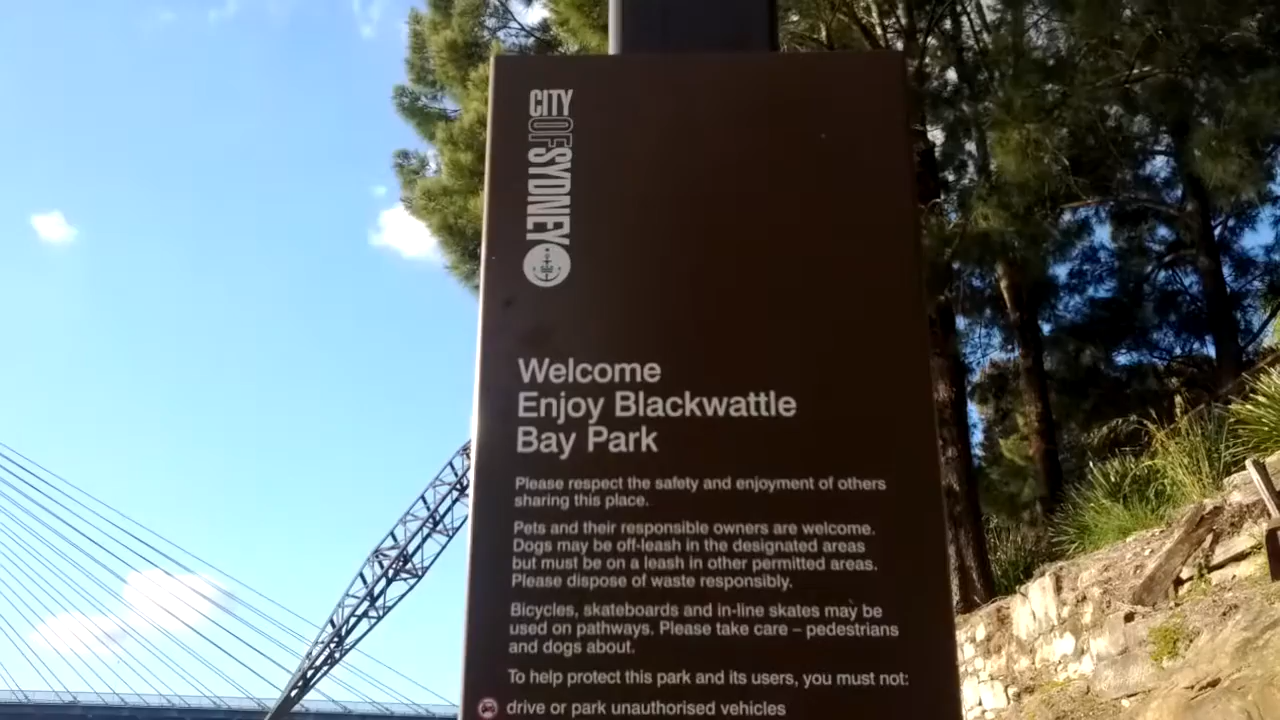 CITY OF SYDNEY
Welcome
Enjoy Blackwattle
Bay Park
Please respect the safety and enjoyment of others
sharing this place.
Pets and their responsible owners are welcome.
Dogs may be off-leash in the designated areas
but must be on a leash in other permitted areas.
Please dispose of waste responsibly.
Bicycles, skateboards and in-line skates may be
used on pathways. Please take care – pedestrians
and dogs about.
To help protect this park and its users, you must not:
drive or park unauthorised vehicles